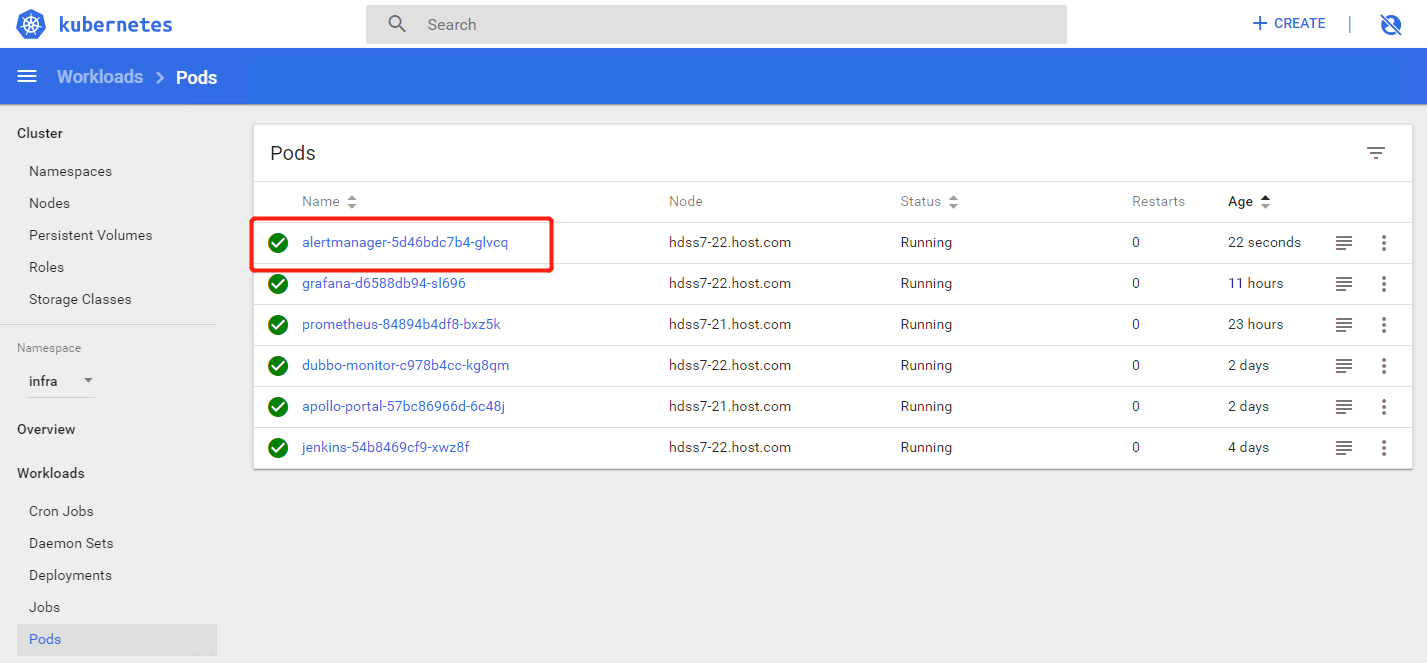 kubernetes
Search
CREATE
Workloads > Pods
Cluster
Namespaces
Nodes
Persistent Volumes
Roles
Storage Classes
Namespace
infra
Overview
Workloads
Cron Jobs
Daemon Sets
Deployments
Jobs
Pods
Pods
Name Node Status Restarts Age
alertmanager-5d46bdc7b4-glvcq hdss7-22.host.com Running 0 22 seconds
grafana-d6588db94-sl696 hdss7-22.host.com Running 0 11 hours
prometheus-84894b4df8-bxz5k hdss7-21.host.com Running 0 23 hours
dubbo-monitor-c978b4cc-kg8qm hdss7-22.host.com Running 0 2 days
apollo-portal-57bc86966d-6c48j hdss7-21.host.com Running 0 2 days
jenkins-54b8469cf9-xwz8f hdss7-22.host.com Running 0 4 days